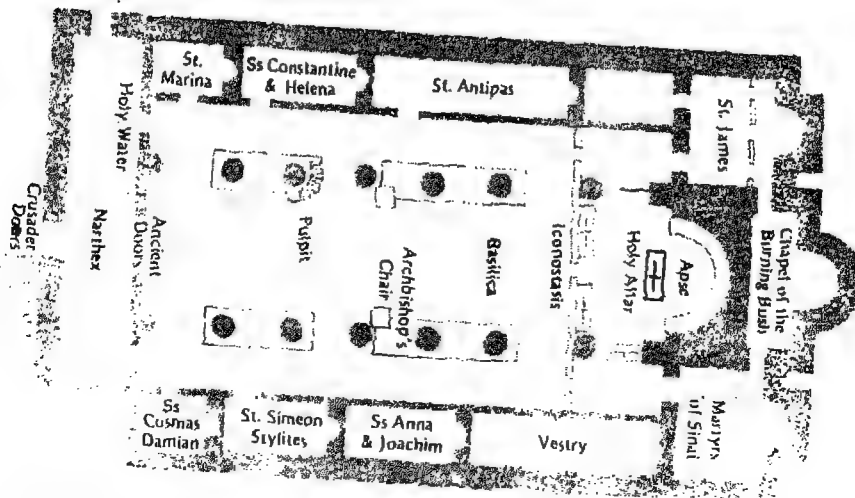 St.
Marina
Ss Constantine
& Helena
St. Antipas
St. James
Holy Water
Crusader
Doors
Narthex
Ancient
Doors
Pulpit
Archbishop's
Chair
Basilica
Iconostasis
Holy Altar
Apse
Chapel of the
Burning Bush
Ss
Cosmas
Damian
St. Simeon
Stylites
Ss Anna
& Joachim
Vestry
Martyrs
of Sinai